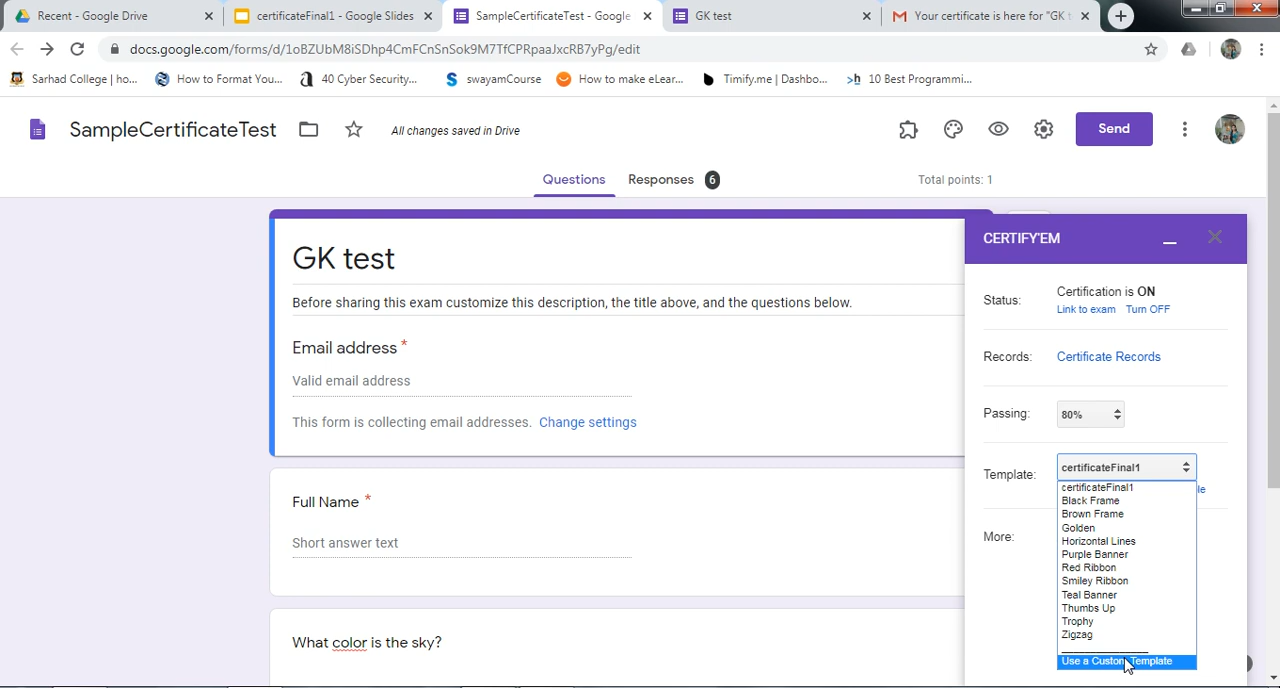 Recent - Google Drive
certificateFinal1 - Google Slides
SampleCertificateTest - Google
GK test
Your certificate is here for "GK t
docs.google.com/forms/d/1oBZUbM8iSDhp4CmFCnSnSok9M7TfCPRpaaJxcRB7yPg/edit
Sarhad College | ho...
How to Format You...
40 Cyber Security...
swayamCourse
How to make eLear...
Timify.me | Dashbo...
10 Best Programmi...
SampleCertificateTest
All changes saved in Drive
Send
Questions
Responses 6
Total points: 1
GK test
Before sharing this exam customize this description, the title above, and the questions below.
Email address *
Valid email address
This form is collecting email addresses. Change settings
Full Name *
Short answer text
What color is the sky?
CERTIFY'EM
Status:
Certification is ON
Link to exam Turn OFF
Records: Certificate Records
Passing: 80%
Template: certificateFinal1
certificateFinal1
Black Frame
Brown Frame
Golden
Horizontal Lines
Purple Banner
Red Ribbon
Smiley Ribbon
Teal Banner
Thumbs Up
Trophy
Zigzag
Use a Custom Template
More: